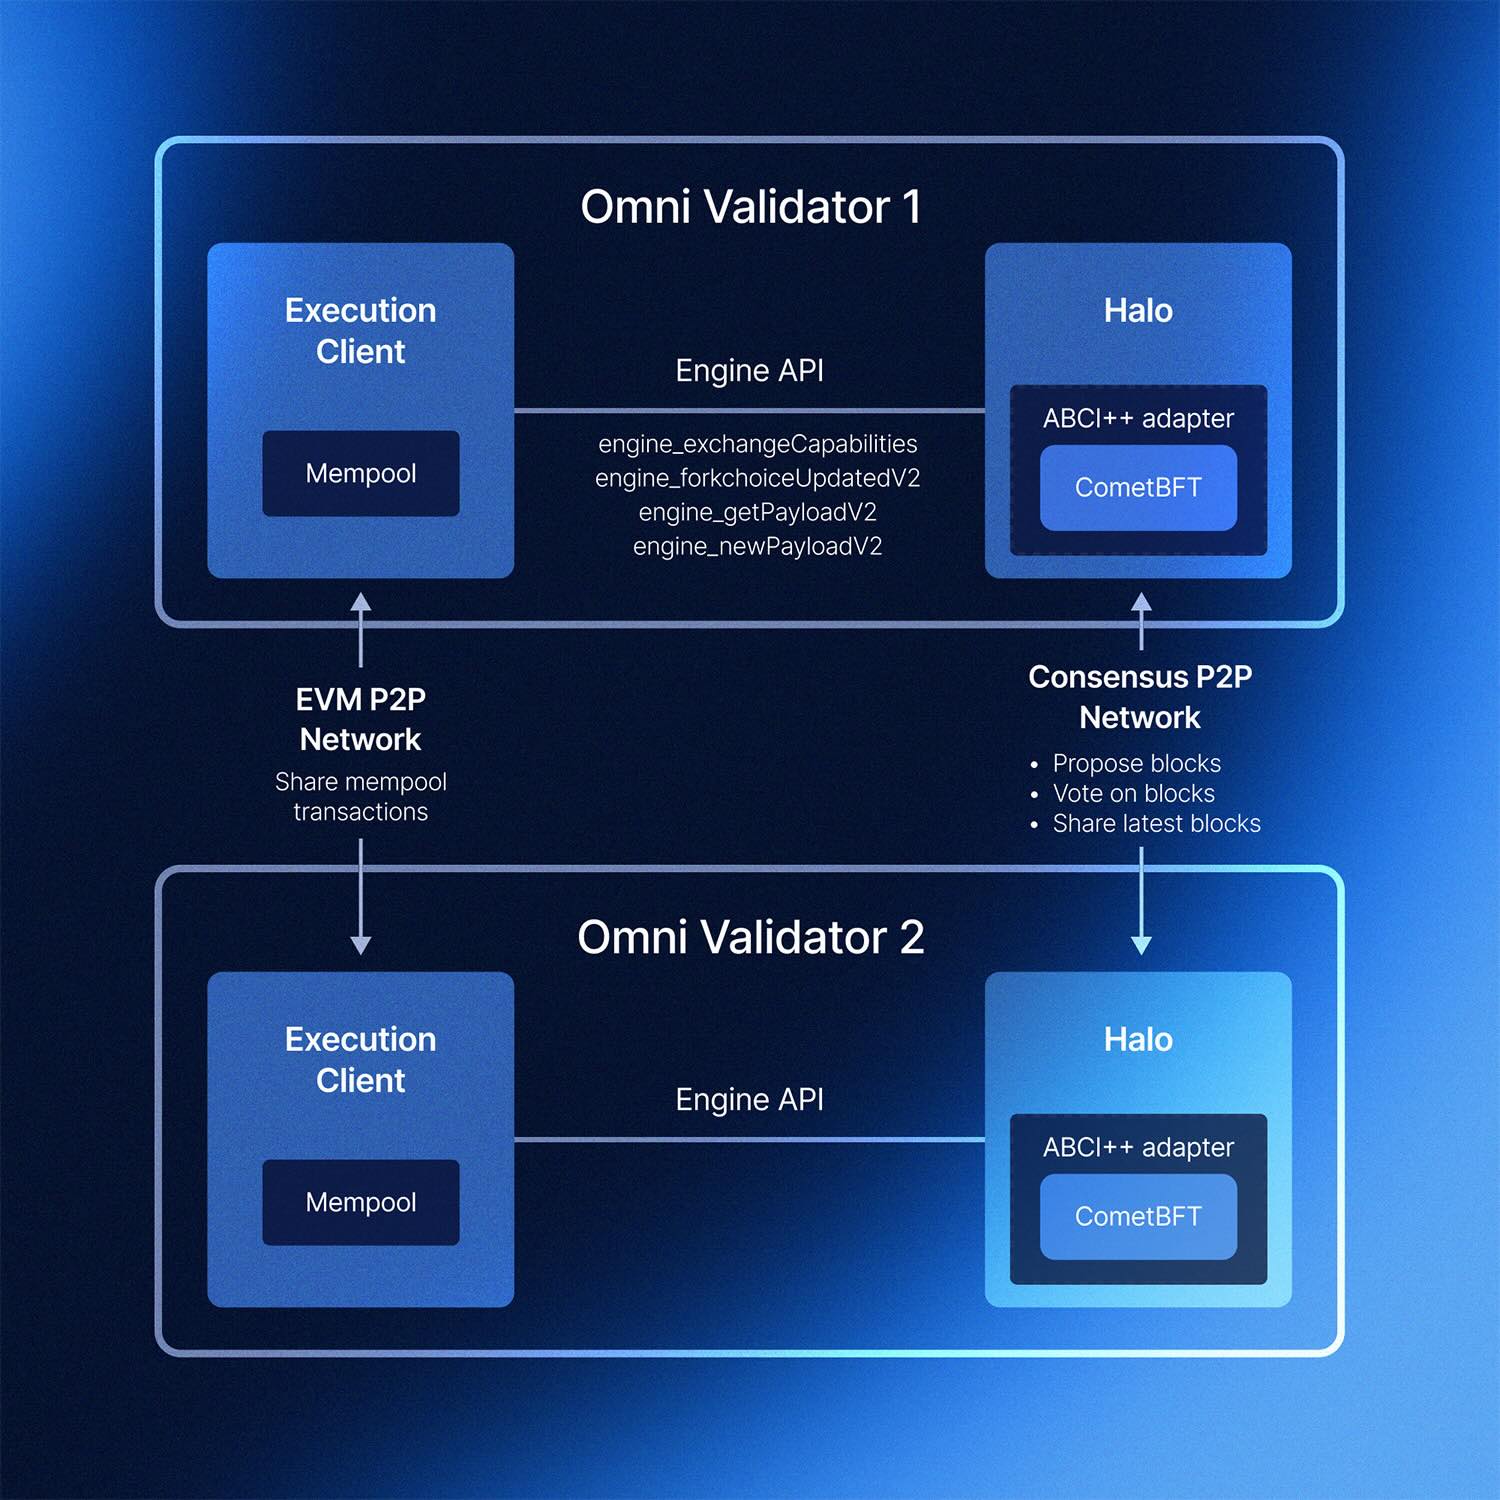 Omni Validator 1
Execution
Client
Mempool
Engine API
engine_exchangeCapabilities
engine_forkchoiceUpdatedV2
engine_getPayloadV2
engine_newPayloadV2
Halo
ABCI++ adapter
CometBFT
EVM P2P
Network
Share mempool
transactions
Consensus P2P
Network
• Propose blocks
• Vote on blocks
• Share latest blocks
Omni Validator 2
Execution
Client
Mempool
Engine API
Halo
ABCI++ adapter
CometBFT